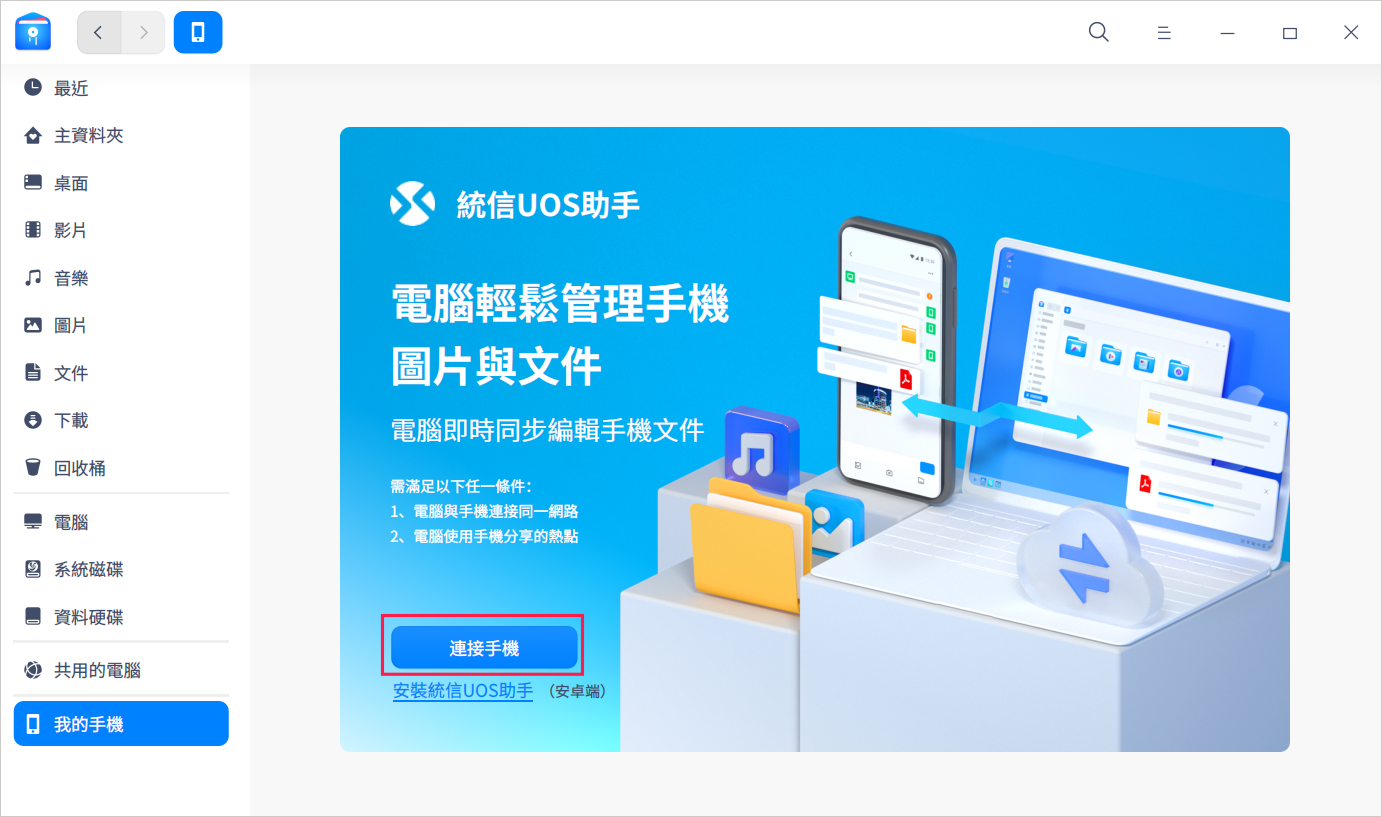 最近
主資料夾
桌面
影片
音樂
圖片
文件
下載
回收桶
電腦
系統磁碟
資料硬碟
共用的電腦
我的手機
統信UOS助手
電腦輕鬆管理手機
圖片與文件
電腦即時同步編輯手機文件
需滿足以下任一條件：
1、電腦與手機連接同一網路
2、電腦使用手機分享的熱點
連接手機
安裝統信UOS助手 （安卓端）